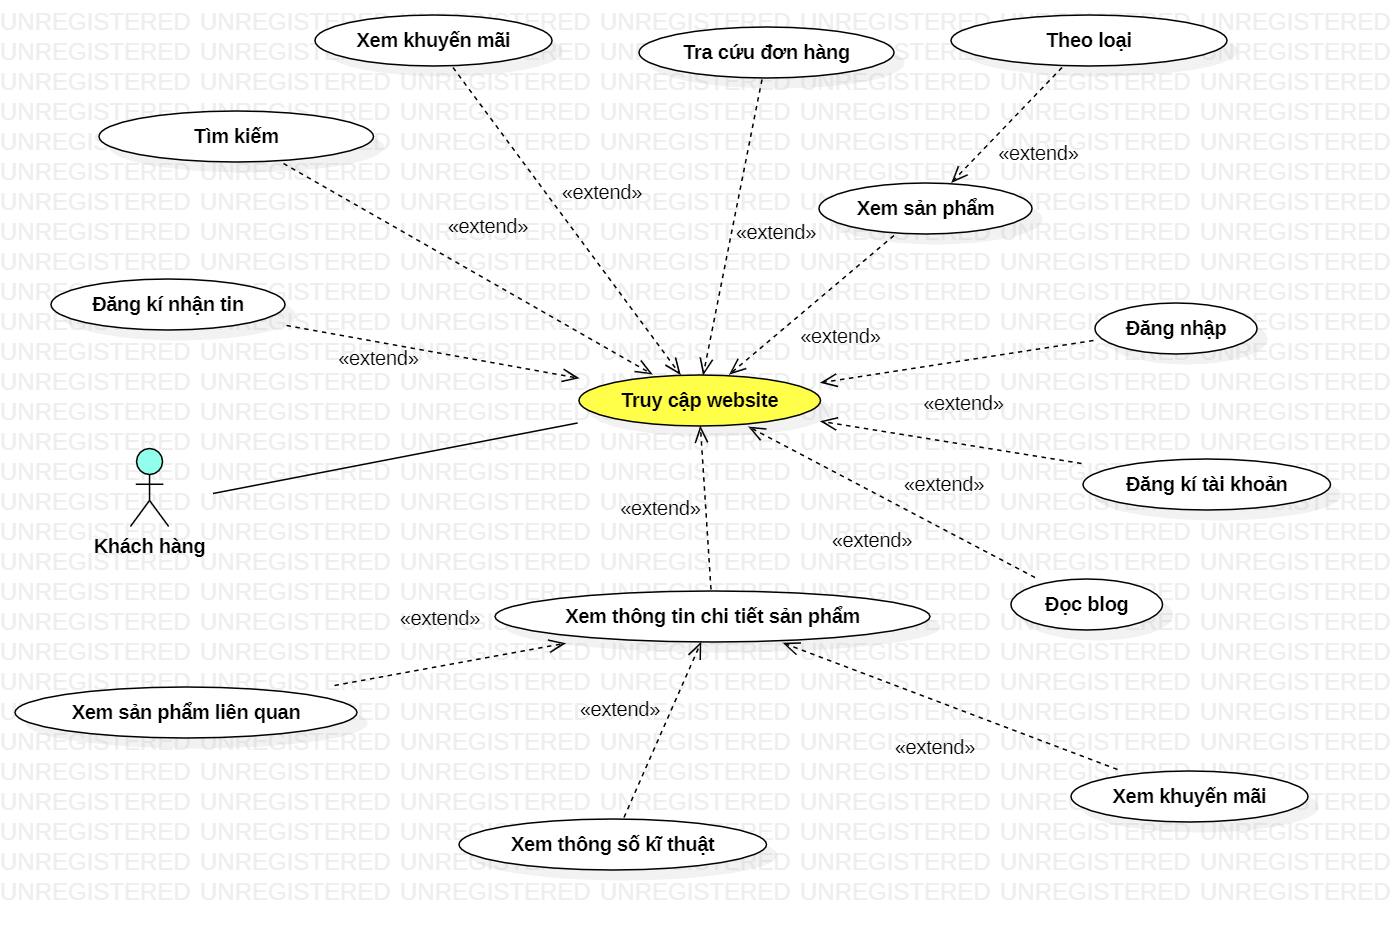 Xem khuyến mãi
Tra cứu đơn hàng
Theo loại
Tìm kiếm
«extend»
Xem sản phẩm
«extend»
«extend»
«extend»
Đăng kí nhận tin
Đăng nhập
«extend»
«extend»
Truy cập website
«extend»
Đăng kí tài khoản
«extend»
«extend»
Khách hàng
«extend»
Đọc blog
«extend»
Xem thông tin chi tiết sản phẩm
Xem sản phẩm liên quan
«extend»
«extend»
Xem khuyến mãi
Xem thông số kĩ thuật
UNREGISTERED